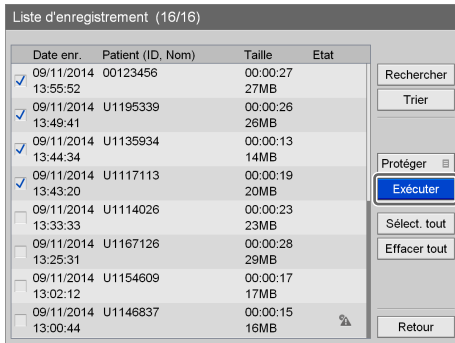 Liste d'enregistrement (16/16)
Date enr. Patient (ID, Nom) Taille Etat
09/11/2014 00123456 00:00:27
13:55:52 27MB
09/11/2014 U1195339 00:00:26
13:49:41 26MB
09/11/2014 U1135934 00:00:13
13:44:34 14MB
09/11/2014 U1117113 00:00:19
13:43:20 20MB
09/11/2014 U1114026 00:00:23
13:33:33 23MB
09/11/2014 U1167126 00:00:28
13:25:31 29MB
09/11/2014 U1154609 00:00:17
13:02:12 17MB
09/11/2014 U1146837 00:00:15
13:00:44 16MB
Rechercher
Trier
Protéger
Exécuter
Sélect. tout
Effacer tout
Retour